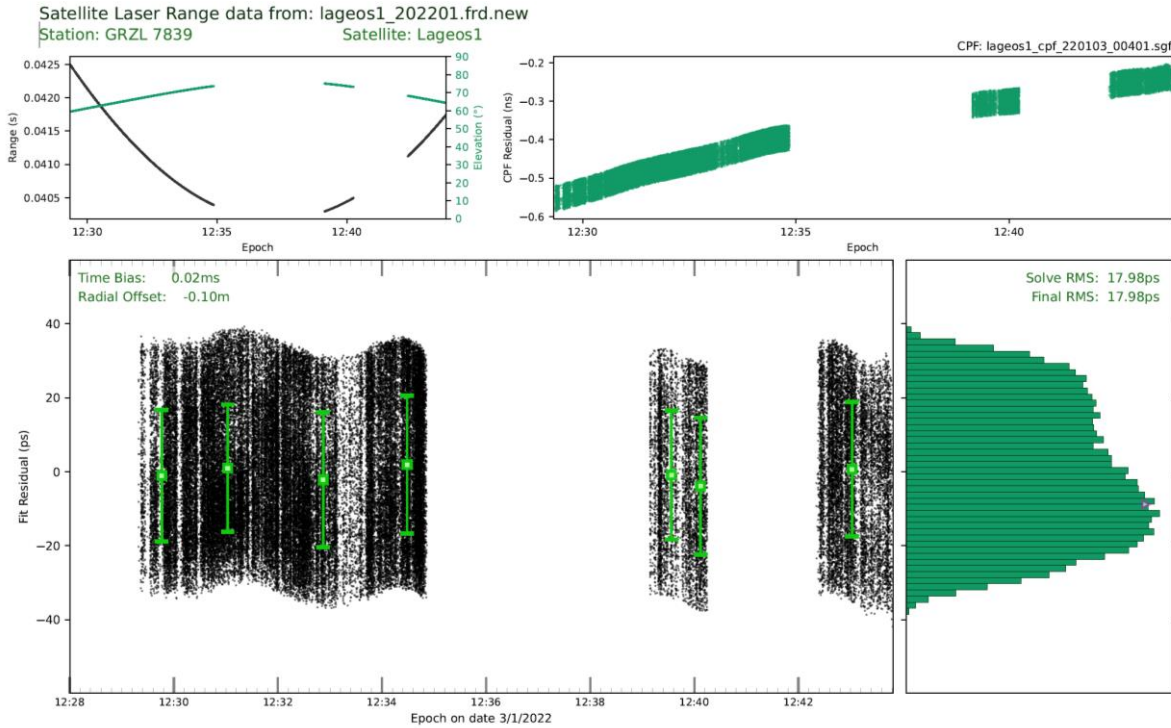 Satellite Laser Range data from: lageos1_202201.frd.new
Station: GRZL 7839 Satellite: Lageos1
CPF: lageos1_cpf_220103_00401.sgf
0.0425
0.0420
0.0415
0.0410
0.0405
Range (s)
90
80
70
60
50
40
30
20
10
0
Elevation (°)
12:30 12:35 12:40
Epoch
−0.2
−0.3
−0.4
−0.5
−0.6
CPF Residual (ns)
12:30 12:35 12:40
Epoch
Time Bias: 0.02ms
Radial Offset: -0.10m
Solve RMS: 17.98ps
Final RMS: 17.98ps
40
20
0
−20
−40
Fit Residual (ps)
12:28 12:30 12:32 12:34 12:36 12:38 12:40 12:42
Epoch on date 3/1/2022